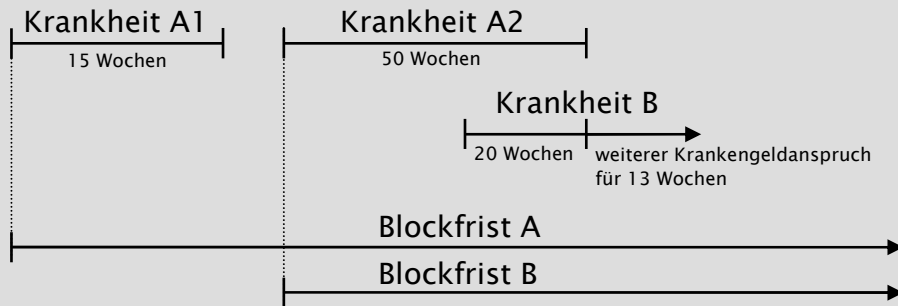 Krankheit A1
Krankheit A2
15 Wochen
50 Wochen
Krankheit B
20 Wochen
weiterer Krankengeldanspruch
für 13 Wochen
Blockfrist A
Blockfrist B